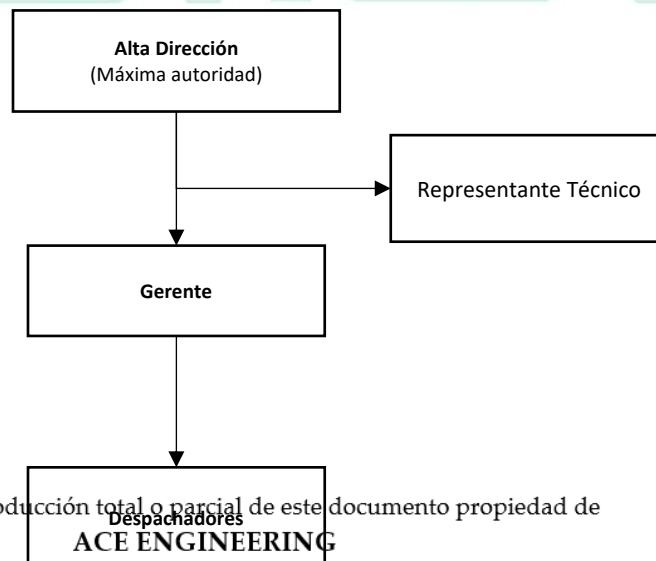 Alta Dirección
(Máxima autoridad)
Representante Técnico
Gerente
oducción total o parcial de este documento propiedad de
Despachadores
ACE ENGINEERING